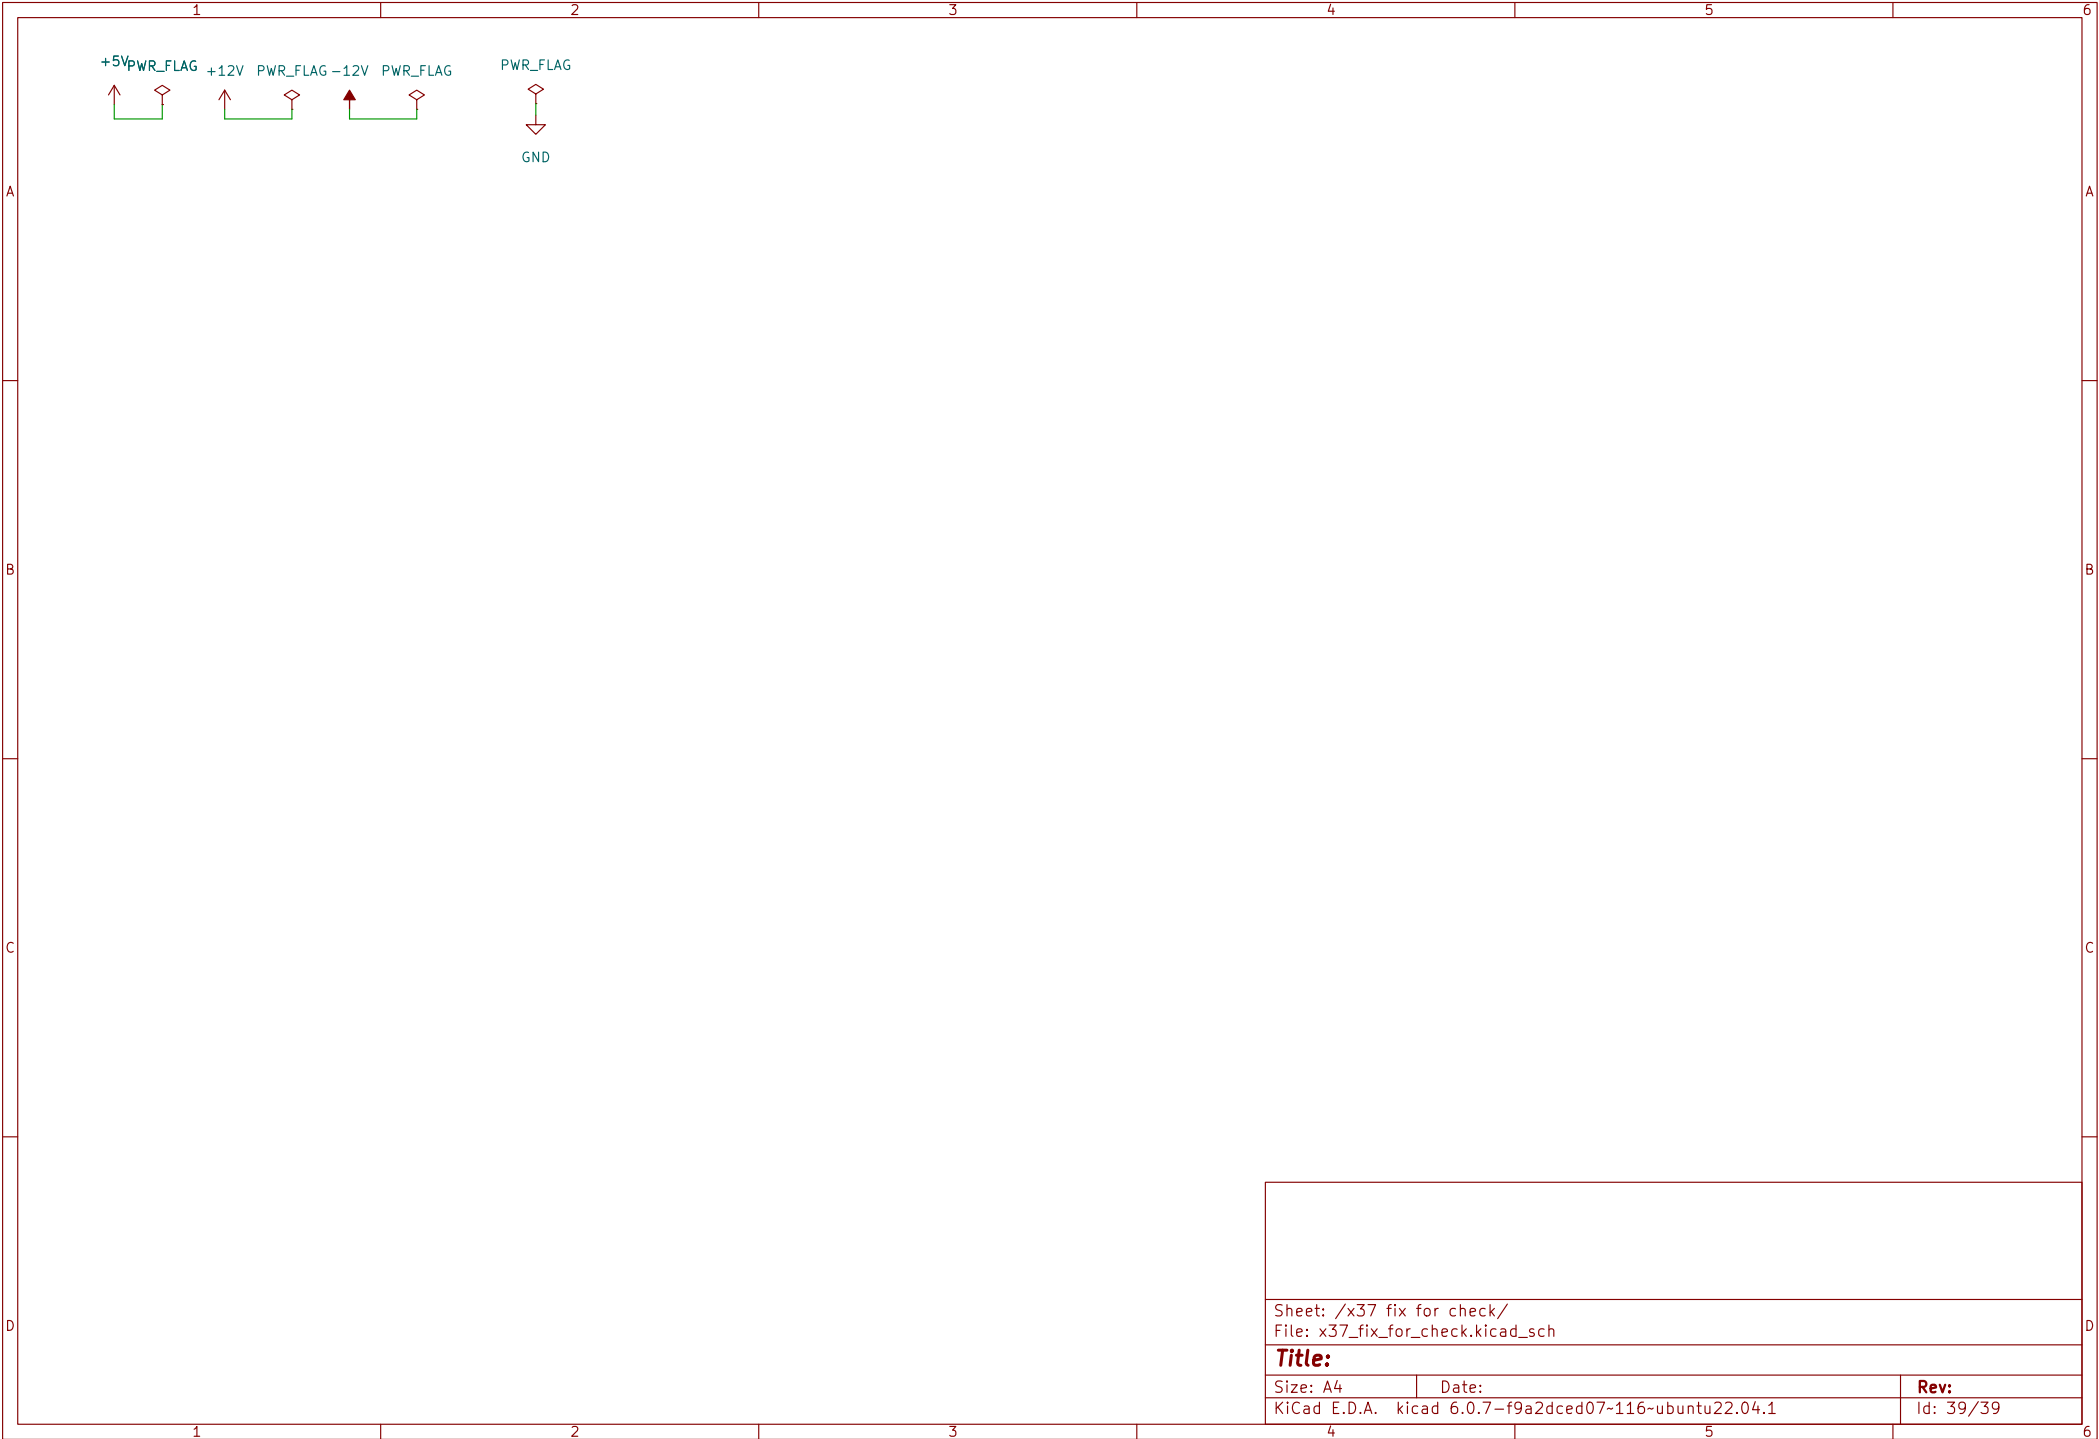 1 2 3 4 5 6
+5V PWR_FLAG +12V PWR_FLAG -12V PWR_FLAG PWR_FLAG
GND
A A
B B
C C
Sheet: /x37 fix for check/
File: x37_fix_for_check.kicad_sch
D D
Title:
Size: A4 Date: Rev:
KiCad E.D.A. kicad 6.0.7-f9a2dced07~116~ubuntu22.04.1 Id: 39/39
1 2 3 4 5 6